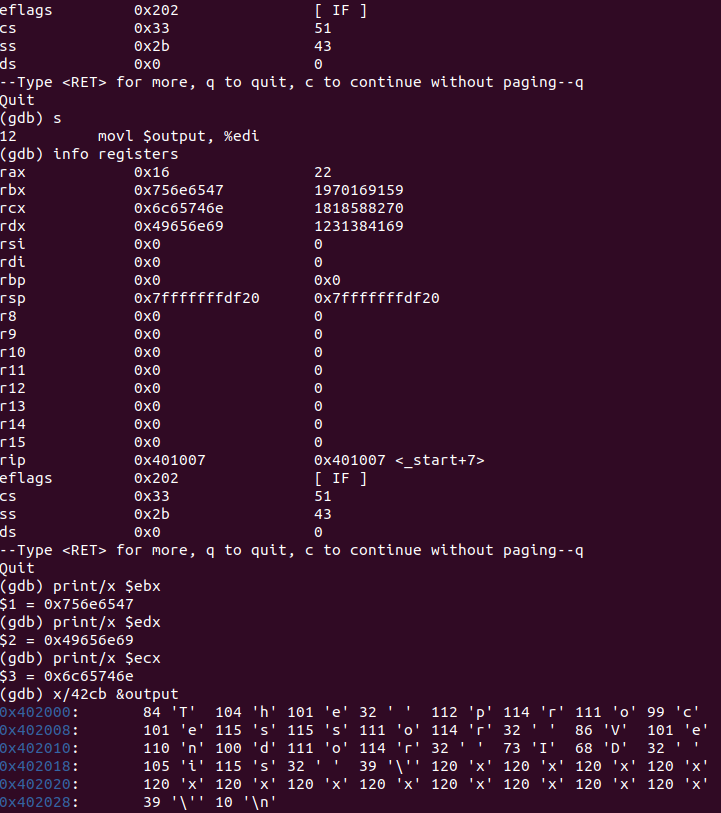 eflags 0x202 [ IF ]
cs 0x33 51
ss 0x2b 43
ds 0x0 0
--Type <RET> for more, q to quit, c to continue without paging--q
Quit
(gdb) s
12 movl $output, %edi
(gdb) info registers
rax 0x16 22
rbx 0x756e6547 1970169159
rcx 0x6c65746e 1818588270
rdx 0x49656e69 1231384169
rsi 0x0 0
rdi 0x0 0
rbp 0x0 0x0
rsp 0x7fffffffdf20 0x7fffffffdf20
r8 0x0 0
r9 0x0 0
r10 0x0 0
r11 0x0 0
r12 0x0 0
r13 0x0 0
r14 0x0 0
r15 0x0 0
rip 0x401007 0x401007 <_start+7>
eflags 0x202 [ IF ]
cs 0x33 51
ss 0x2b 43
ds 0x0 0
--Type <RET> for more, q to quit, c to continue without paging--q
Quit
(gdb) print/x $ebx
$1 = 0x756e6547
(gdb) print/x $edx
$2 = 0x49656e69
(gdb) print/x $ecx
$3 = 0x6c65746e
(gdb) x/42cb &output
0x402000: 84 'T' 104 'h' 101 'e' 32 ' ' 112 'p' 114 'r' 111 'o' 99 'c'
0x402008: 101 'e' 115 's' 115 's' 111 'o' 114 'r' 32 ' ' 86 'V' 101 'e'
0x402010: 110 'n' 100 'd' 111 'o' 114 'r' 32 ' ' 73 'I' 68 'D' 32 ' '
0x402018: 105 'i' 115 's' 32 ' ' 39 '\'' 120 'x' 120 'x' 120 'x' 120 'x'
0x402020: 120 'x' 120 'x' 120 'x' 120 'x' 120 'x' 120 'x' 120 'x' 120 'x'
0x402028: 39 '\'' 10 '\n'